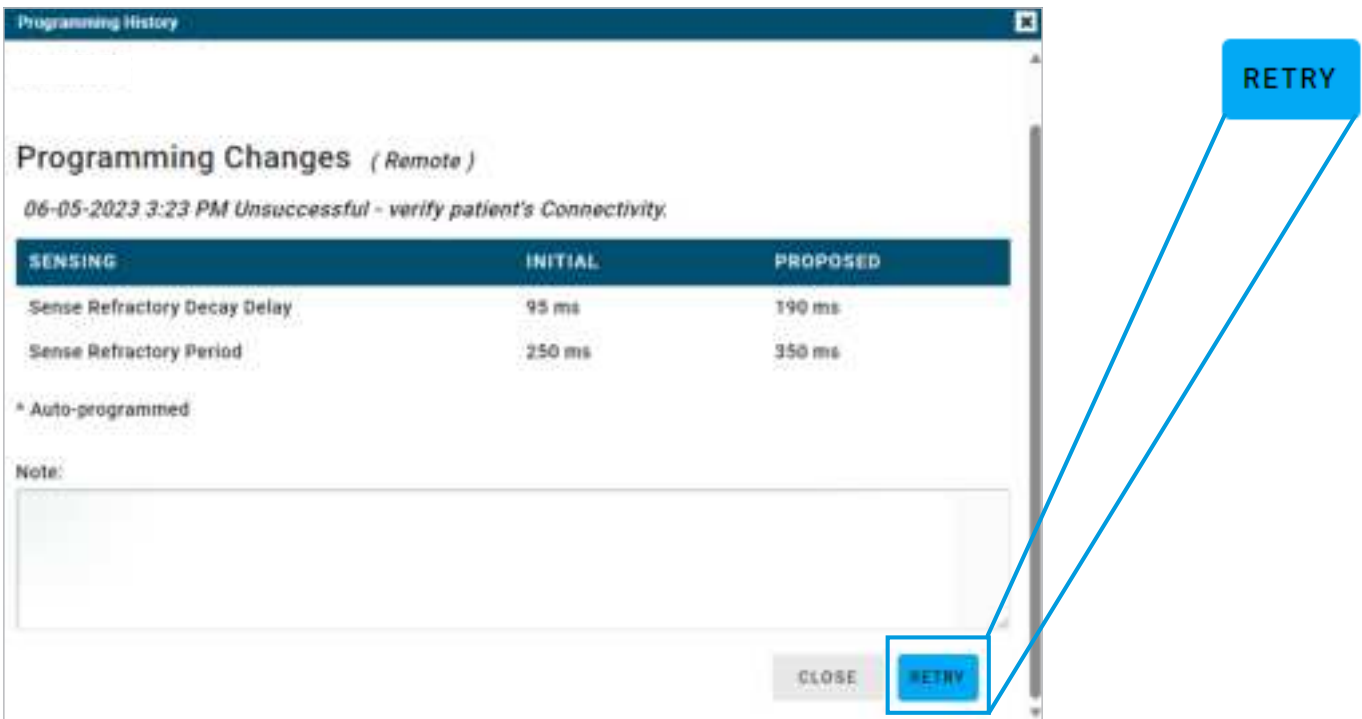 Programming History
RETRY
Programming Changes ( Remote )
06-05-2023 3:23 PM Unsuccessful - verify patient's Connectivity.
SENSING INITIAL PROPOSED
Sense Refractory Decay Delay 95 ms 190 ms
Sense Refractory Period 250 ms 350 ms
* Auto-programmed
Note:
CLOSE RETRY